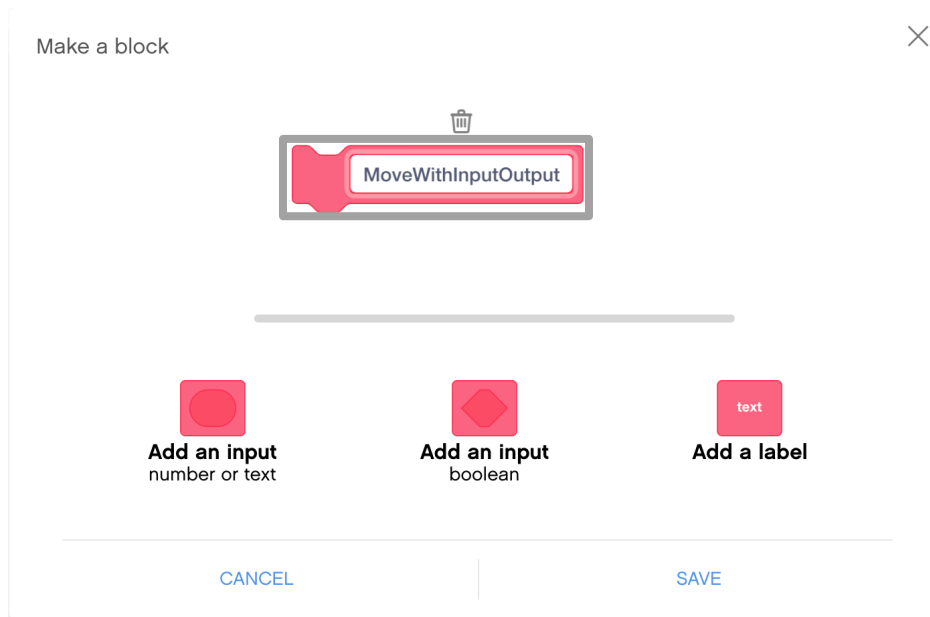 Make a block
MoveWithInputOutput
text
Add an input
number or text
Add an input
boolean
Add a label
CANCEL
SAVE